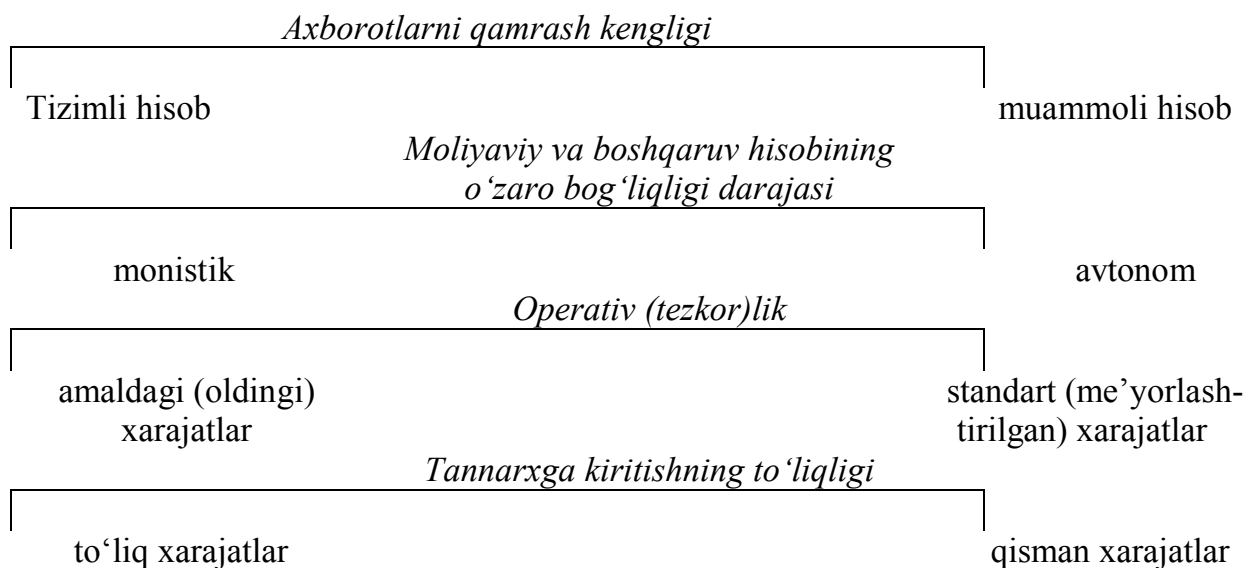 Axborotlarni qamrash kengligi
Tizimli hisob muammoli hisob
Moliyaviy va boshqaruv hisobining
o‘zaro bog‘liqligi darajasi
monistik avtonom
Operativ (tezkor)lik
amaldagi (oldingi) standart (me’yorlash-
xarajatlar tirilgan) xarajatlar
Tannarxga kiritishning to‘liqligi
to‘liq xarajatlar qisman xarajatlar